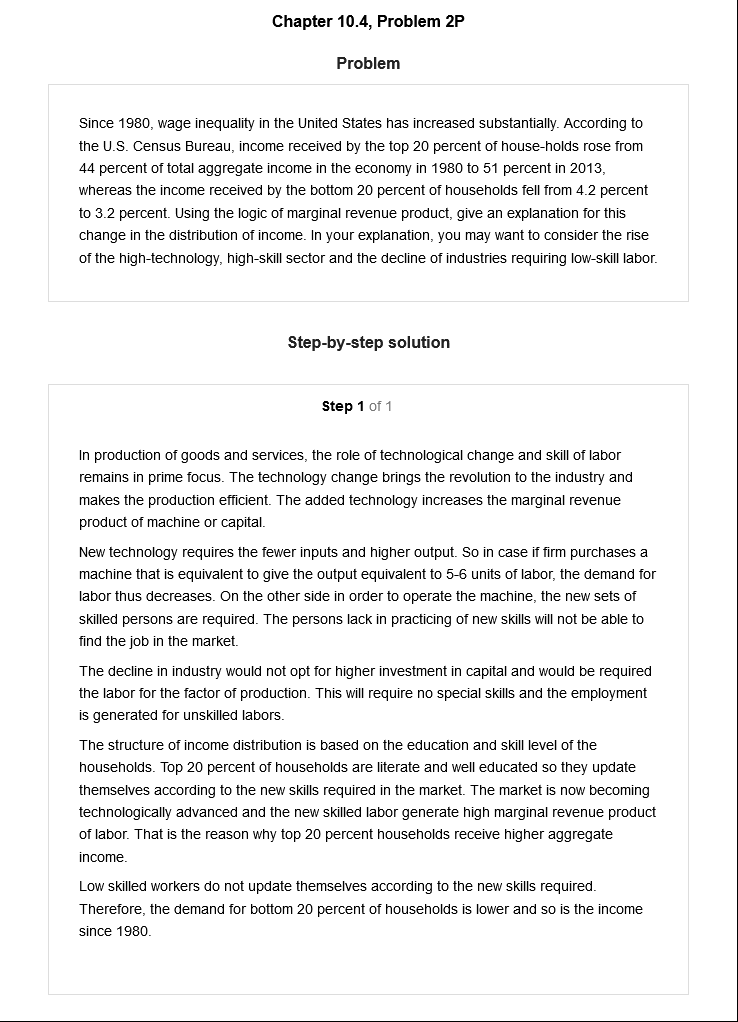 Chapter 10.4, Problem 2P
Problem
Since 1980, wage inequality in the United States has increased substantially. According to
the U.S. Census Bureau, income received by the top 20 percent of house-holds rose from
44 percent of total aggregate income in the economy in 1980 to 51 percent in 2013,
whereas the income received by the bottom 20 percent of households fell from 4.2 percent
to 3.2 percent. Using the logic of marginal revenue product, give an explanation for this
change in the distribution of income. In your explanation, you may want to consider the rise
of the high-technology, high-skill sector and the decline of industries requiring low-skill labor.
Step-by-step solution
Step 1 of 1
In production of goods and services, the role of technological change and skill of labor
remains in prime focus. The technology change brings the revolution to the industry and
makes the production efficient. The added technology increases the marginal revenue
product of machine or capital.
New technology requires the fewer inputs and higher output. So in case if firm purchases a
machine that is equivalent to give the output equivalent to 5-6 units of labor, the demand for
labor thus decreases. On the other side in order to operate the machine, the new sets of
skilled persons are required. The persons lack in practicing of new skills will not be able to
find the job in the market.
The decline in industry would not opt for higher investment in capital and would be required
the labor for the factor of production. This will require no special skills and the employment
is generated for unskilled labors.
The structure of income distribution is based on the education and skill level of the
households. Top 20 percent of households are literate and well educated so they update
themselves according to the new skills required in the market. The market is now becoming
technologically advanced and the new skilled labor generate high marginal revenue product
of labor. That is the reason why top 20 percent households receive higher aggregate
income.
Low skilled workers do not update themselves according to the new skills required.
Therefore, the demand for bottom 20 percent of households is lower and so is the income
since 1980.